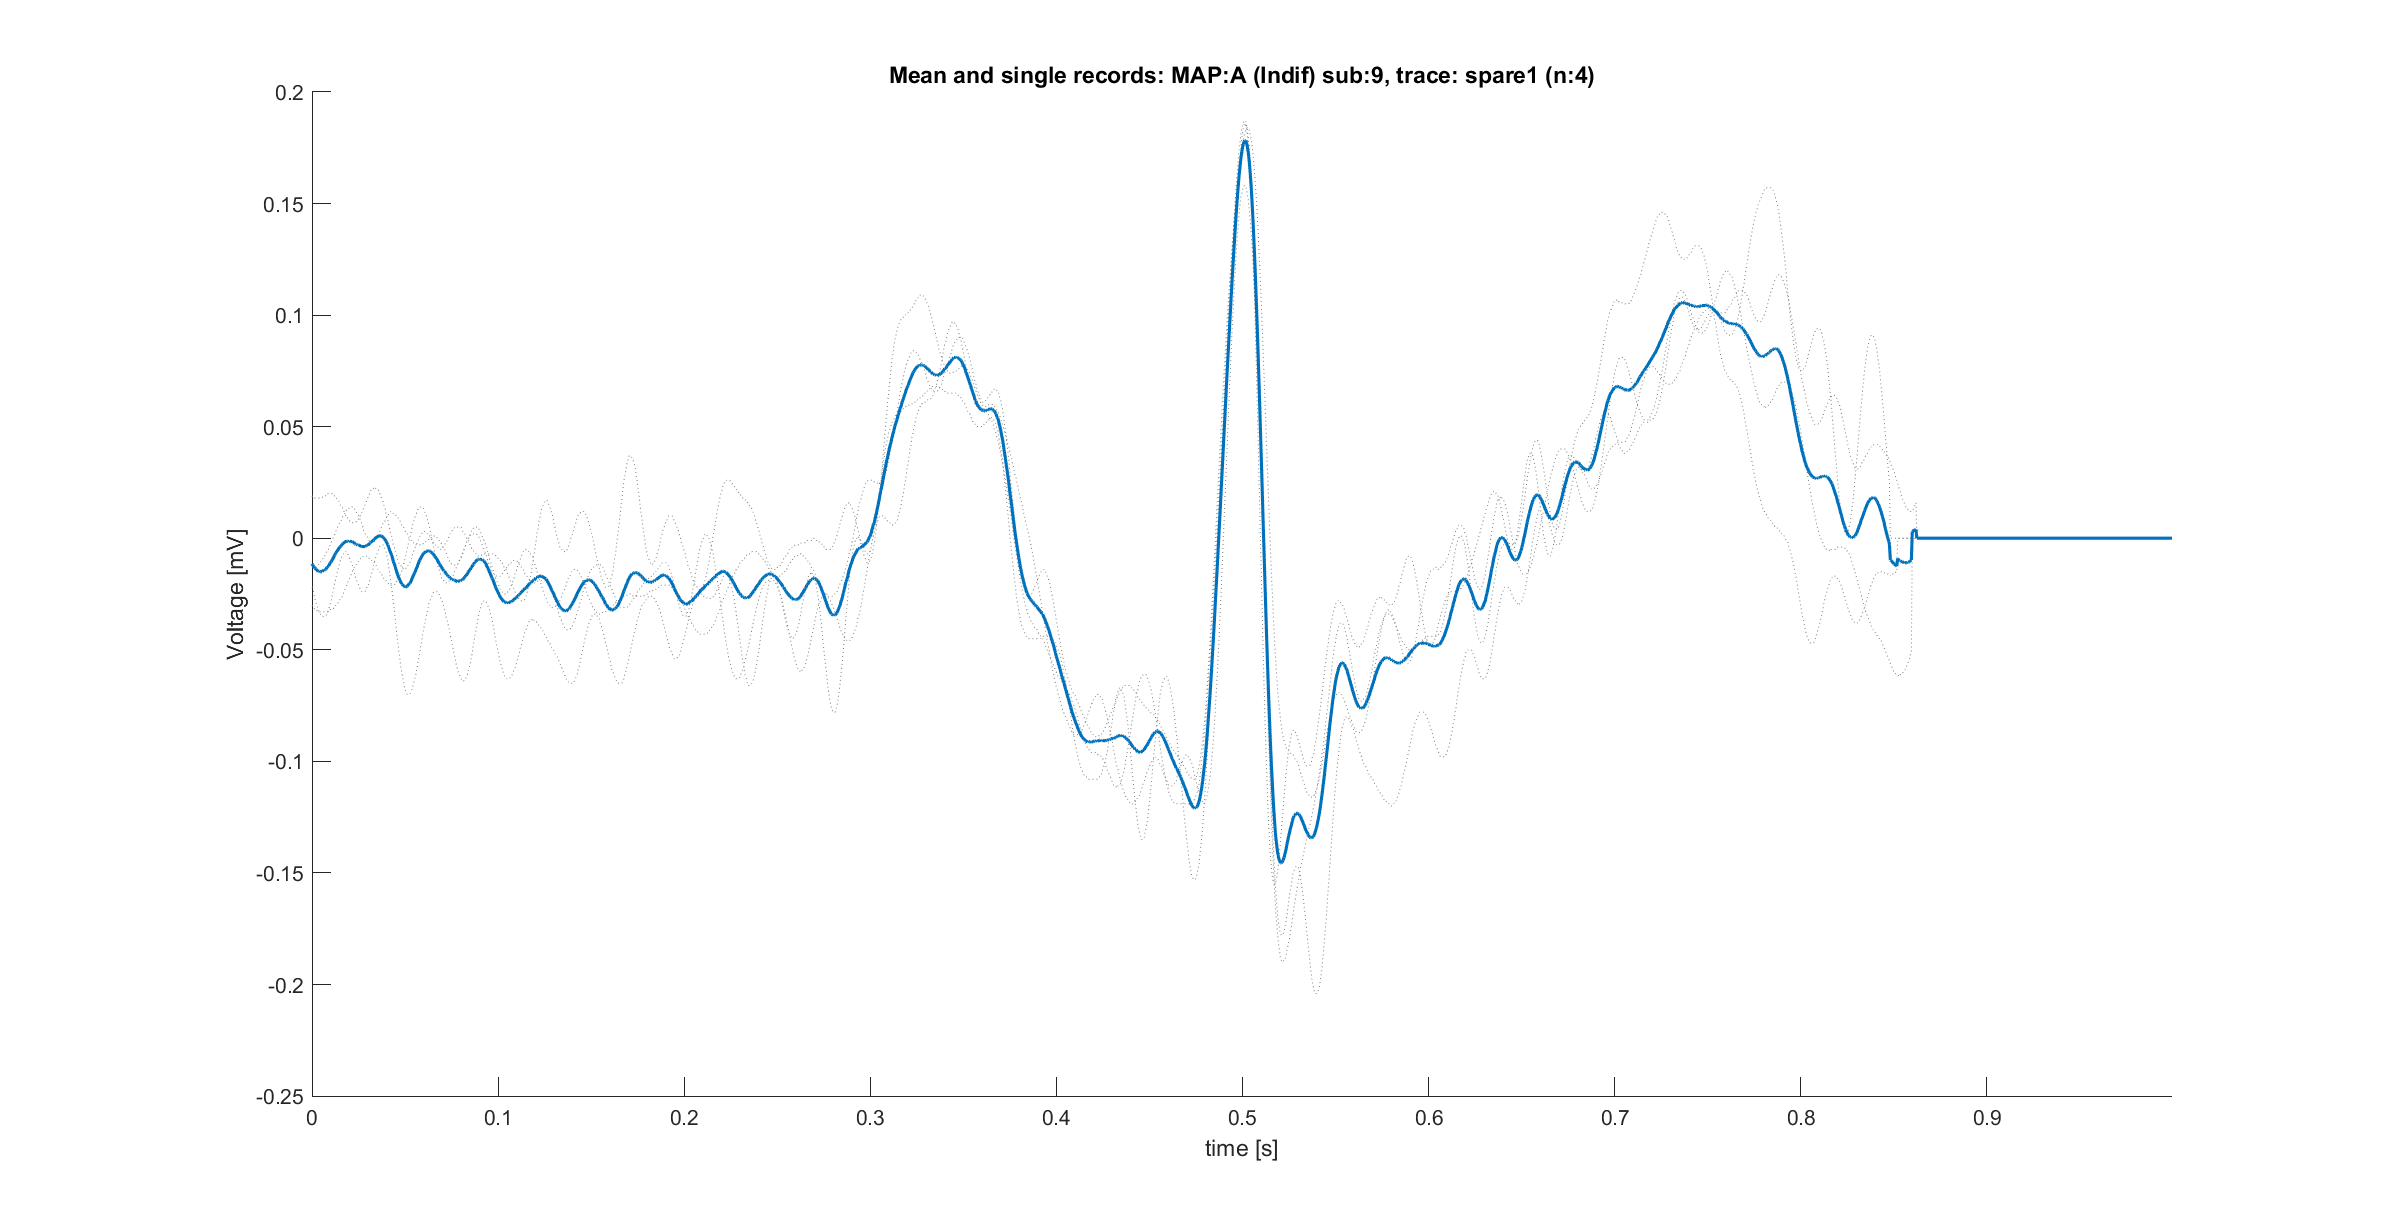 Mean and single records: MAP:A (Indif) sub:9, trace: spare1 (n:4)
0.2
0.15
0.1
0.05
0
-0.05
-0.1
-0.15
-0.2
-0.25
Voltage [mV]
0 0.1 0.2 0.3 0.4 0.5 0.6 0.7 0.8 0.9
time [s]